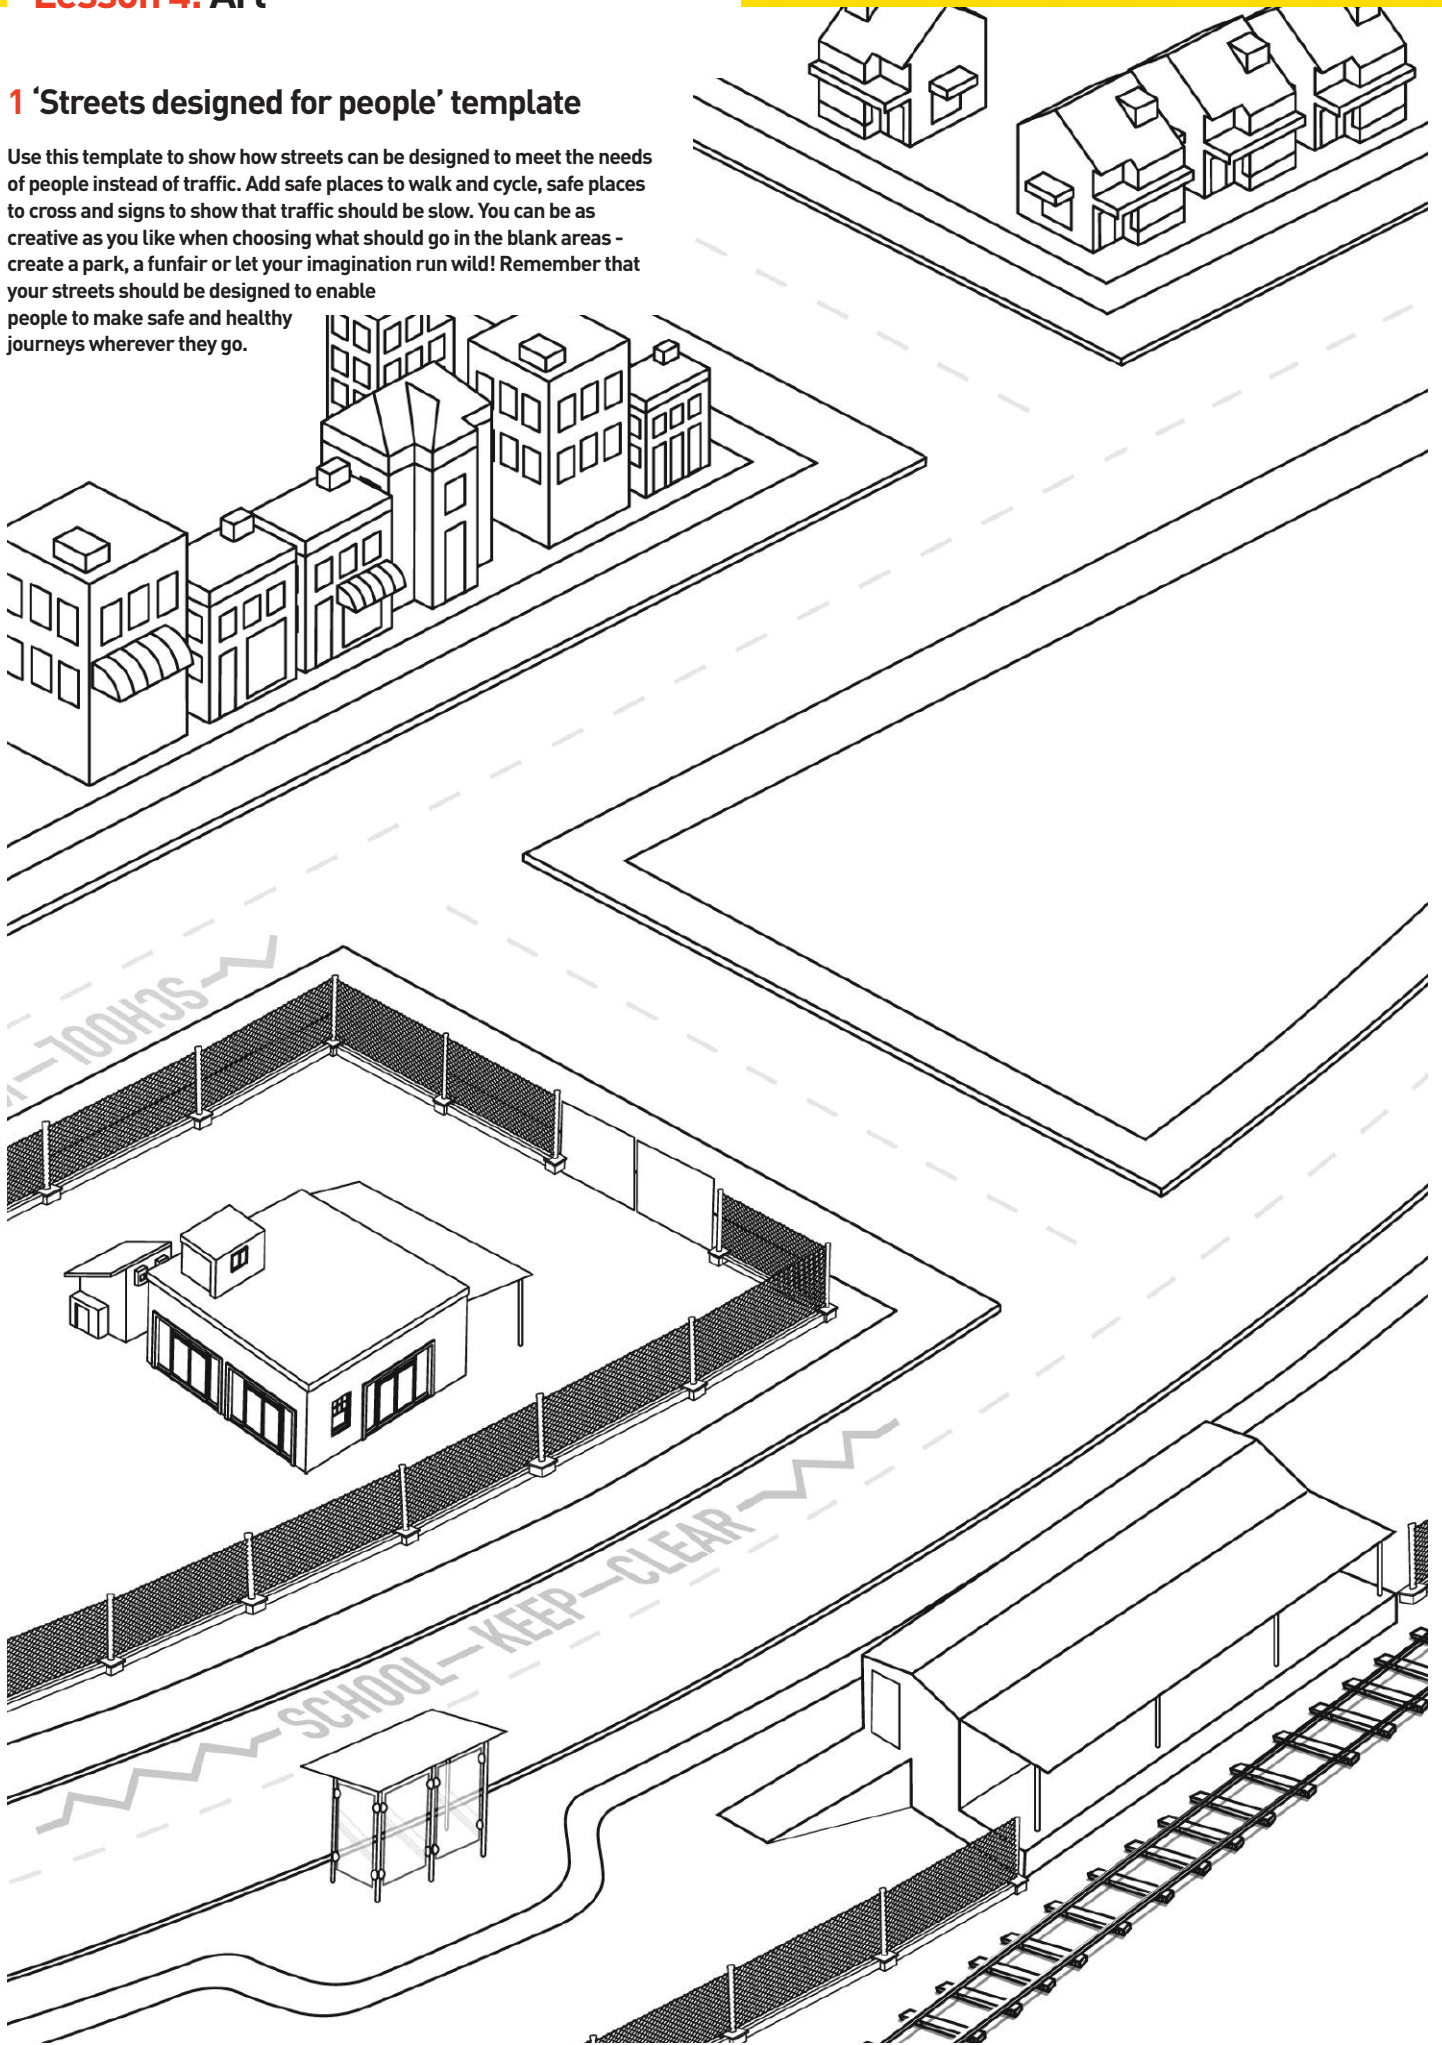 Lesson 4: Art
1 ‘Streets designed for people’ template
Use this template to show how streets can be designed to meet the needs
of people instead of traffic. Add safe places to walk and cycle, safe places
to cross and signs to show that traffic should be slow. You can be as
creative as you like when choosing what should go in the blank areas -
create a park, a funfair or let your imagination run wild! Remember that
your streets should be designed to enable
people to make safe and healthy
journeys wherever they go.
SCHOOL
SCHOOL KEEP CLEAR